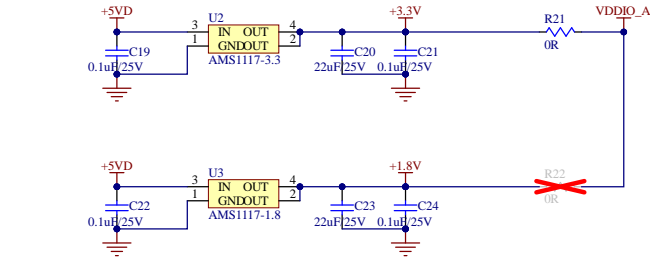 +5VD
U2
+3.3V
R21
VDDIO_A
3
IN OUT
4
1
GNDOUT
2
C19
C20
C21
0R
0.1uF/25V
AMS1117-3.3
22uF/25V
0.1uF/25V
+5VD
U3
+1.8V
R22
3
IN OUT
4
1
GNDOUT
2
C22
C23
C24
0R
0.1uF/25V
AMS1117-1.8
22uF/25V
0.1uF/25V